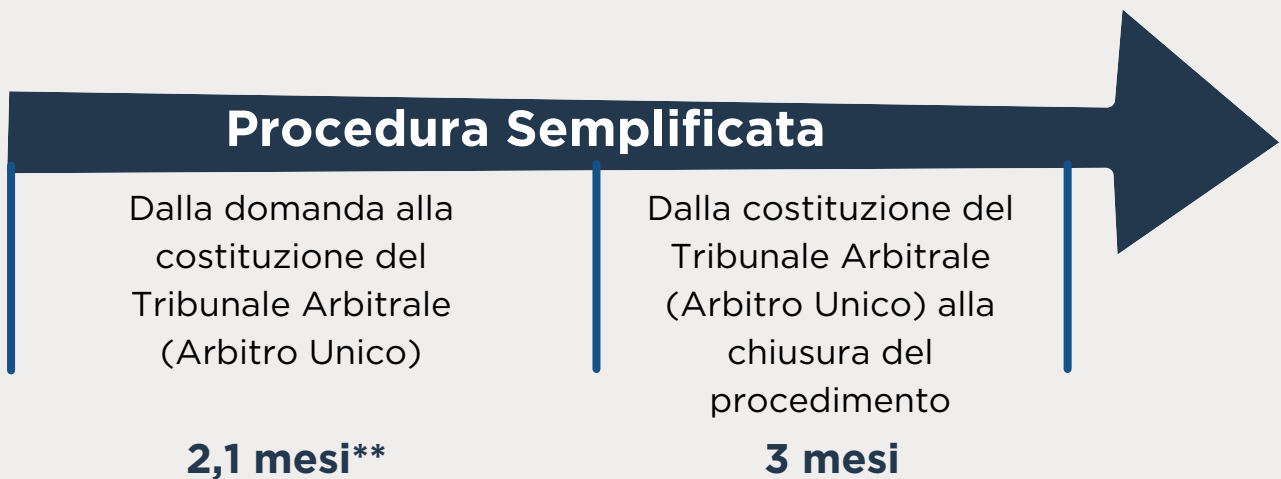 Procedura Semplificata
Dalla domanda alla
costituzione del
Tribunale Arbitrale
(Arbitro Unico)
2,1 mesi**
Dalla costituzione del
Tribunale Arbitrale
(Arbitro Unico) alla
chiusura del
procedimento
3 mesi